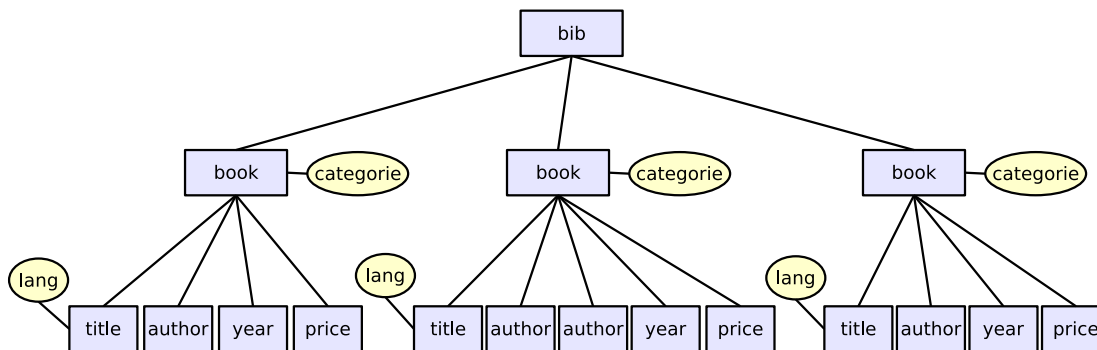 bib
book categorie book categorie book categorie
lang lang lang
title author year price title author author year price title author year price